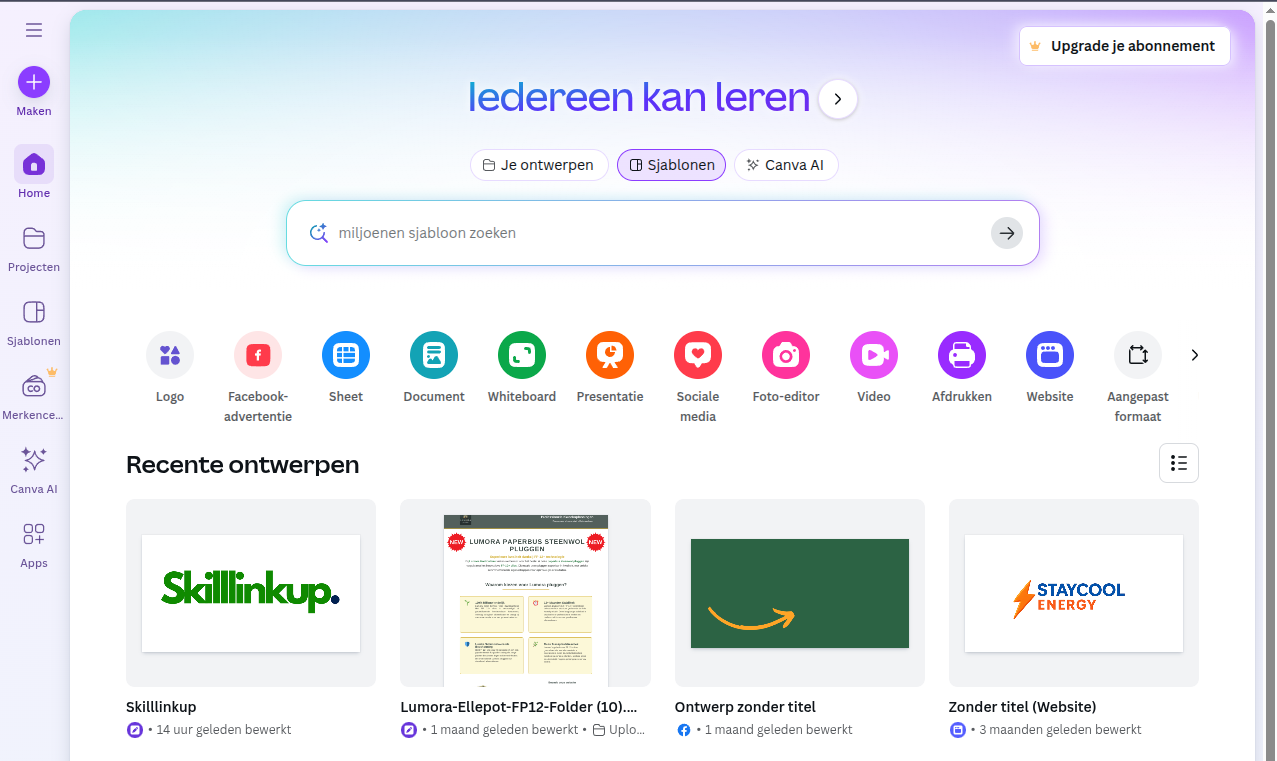 Upgrade je abonnement
Iedereen kan leren
Maken
Je ontwerpen
Sjablonen
Canva AI
Home
miljoenen sjabloon zoeken
Projecten
Sjablonen
Merkence...
Canva AI
Apps
Logo
Facebook-
advertentie
Sheet
Document
Whiteboard
Presentatie
Sociale
media
Foto-editor
Video
Afdrukken
Website
Aangepast
formaat
Recente ontwerpen
Skilllinkup.
NEW
LUMORA PAPERBUS STEENWOL
PLUGGEN
NEW
Waarom kiezen voor Lumora pluggen?
STAYCOOL
ENERGY
Skilllinkup
• 14 uur geleden bewerkt
Lumora-Ellepot-FP12-Folder (10)....
• 1 maand geleden bewerkt • Uplo...
Ontwerp zonder titel
• 1 maand geleden bewerkt
Zonder titel (Website)
• 3 maanden geleden bewerkt